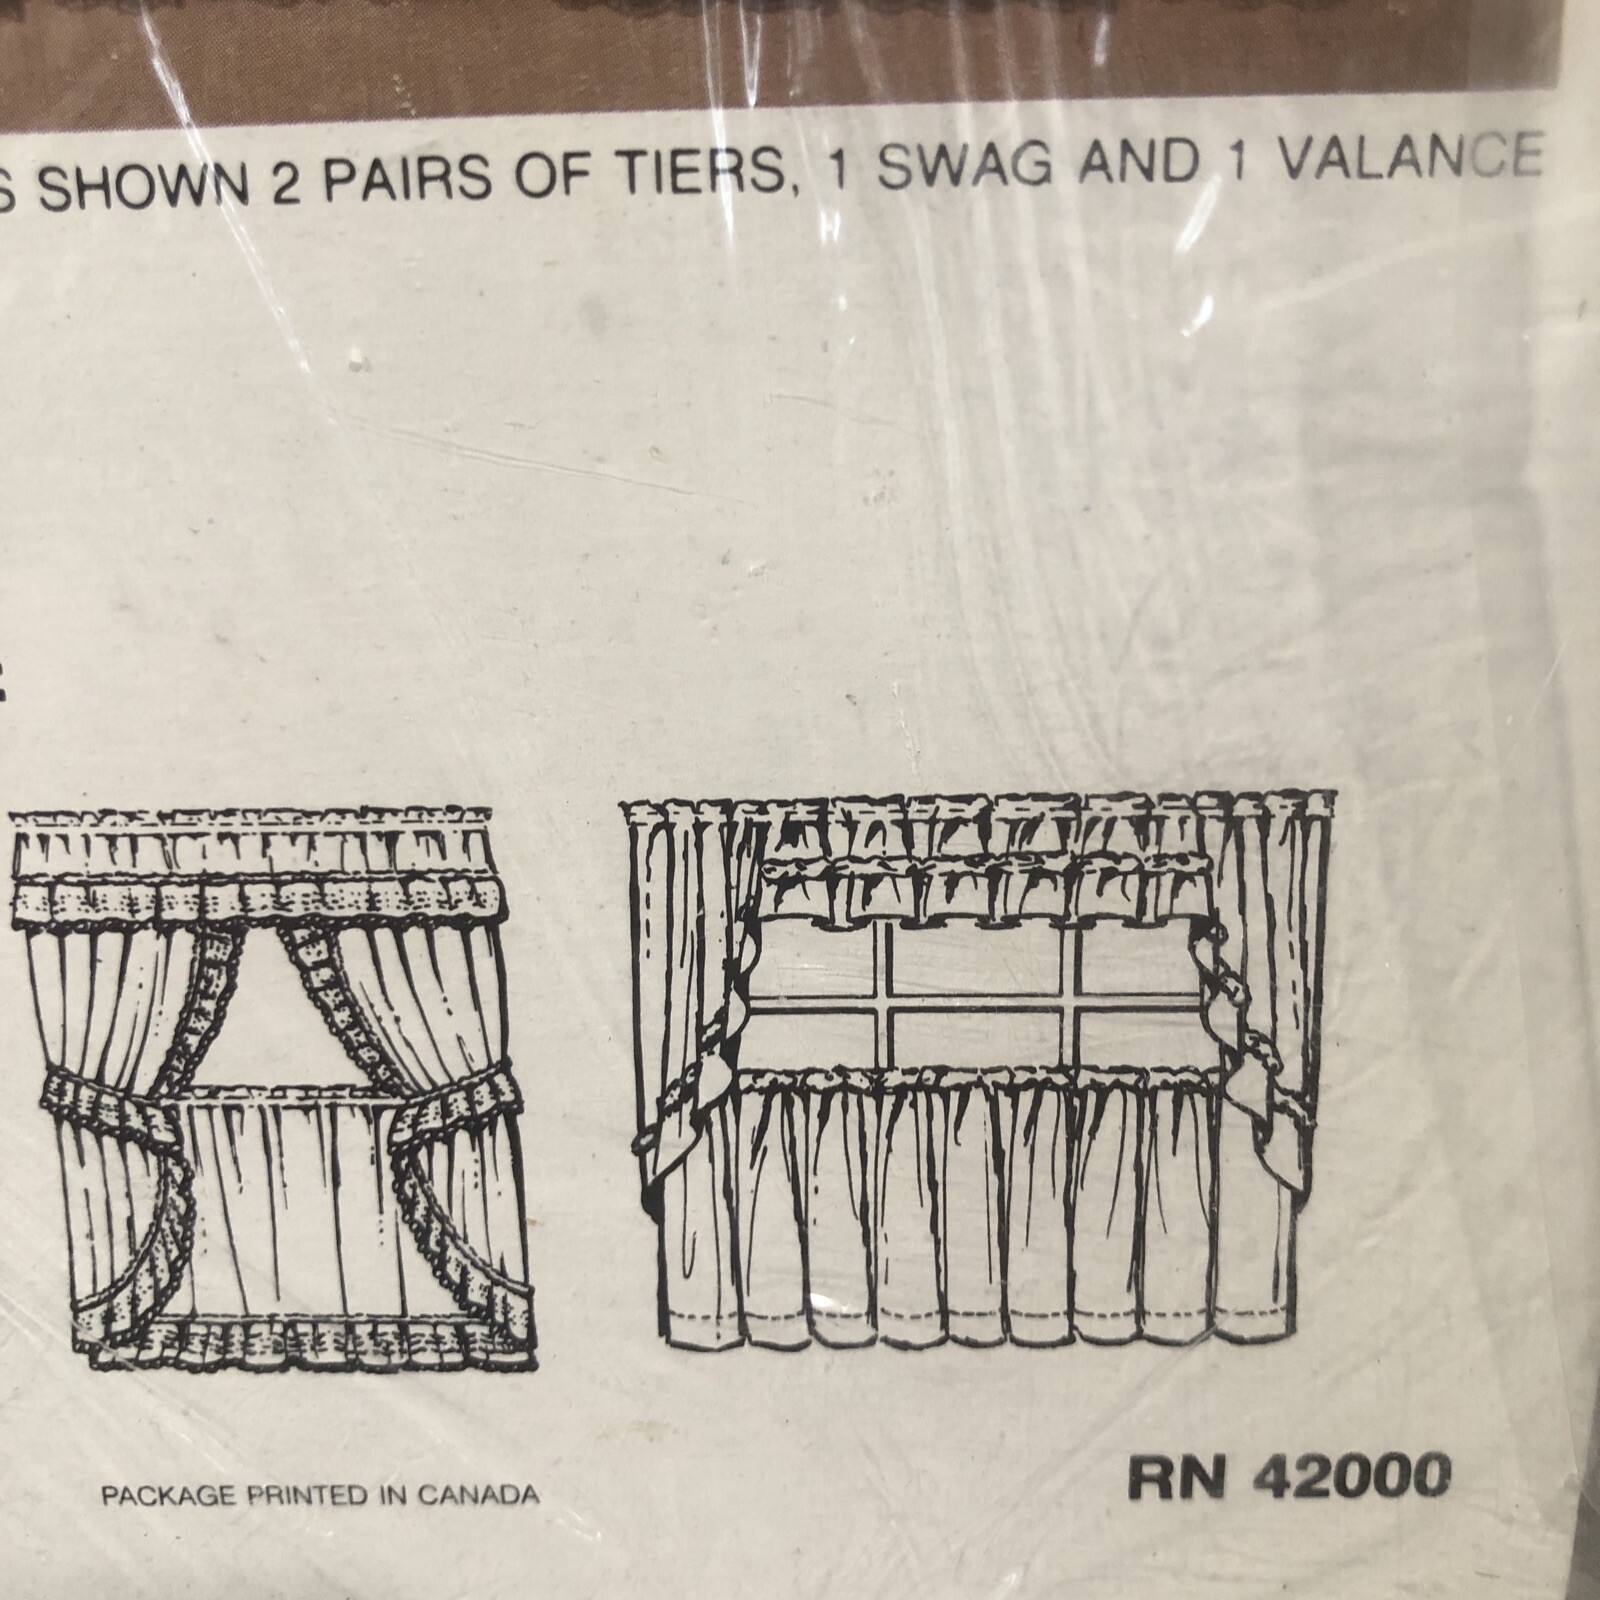 S SHOWN 2 PAIRS OF TIERS, 1 SWAG AND 1 VALANCE
PACKAGE PRINTED IN CANADA
RN 42000